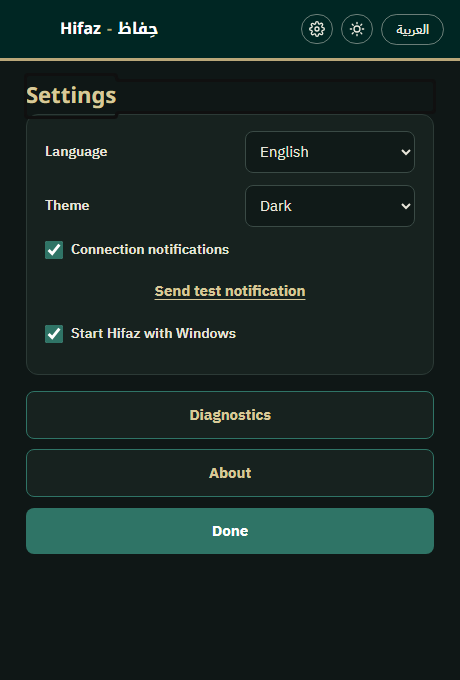 Hifaz - حِفاظ
العربية
Settings
Language
English
Theme
Dark
Connection notifications
Send test notification
Start Hifaz with Windows
Diagnostics
About
Done